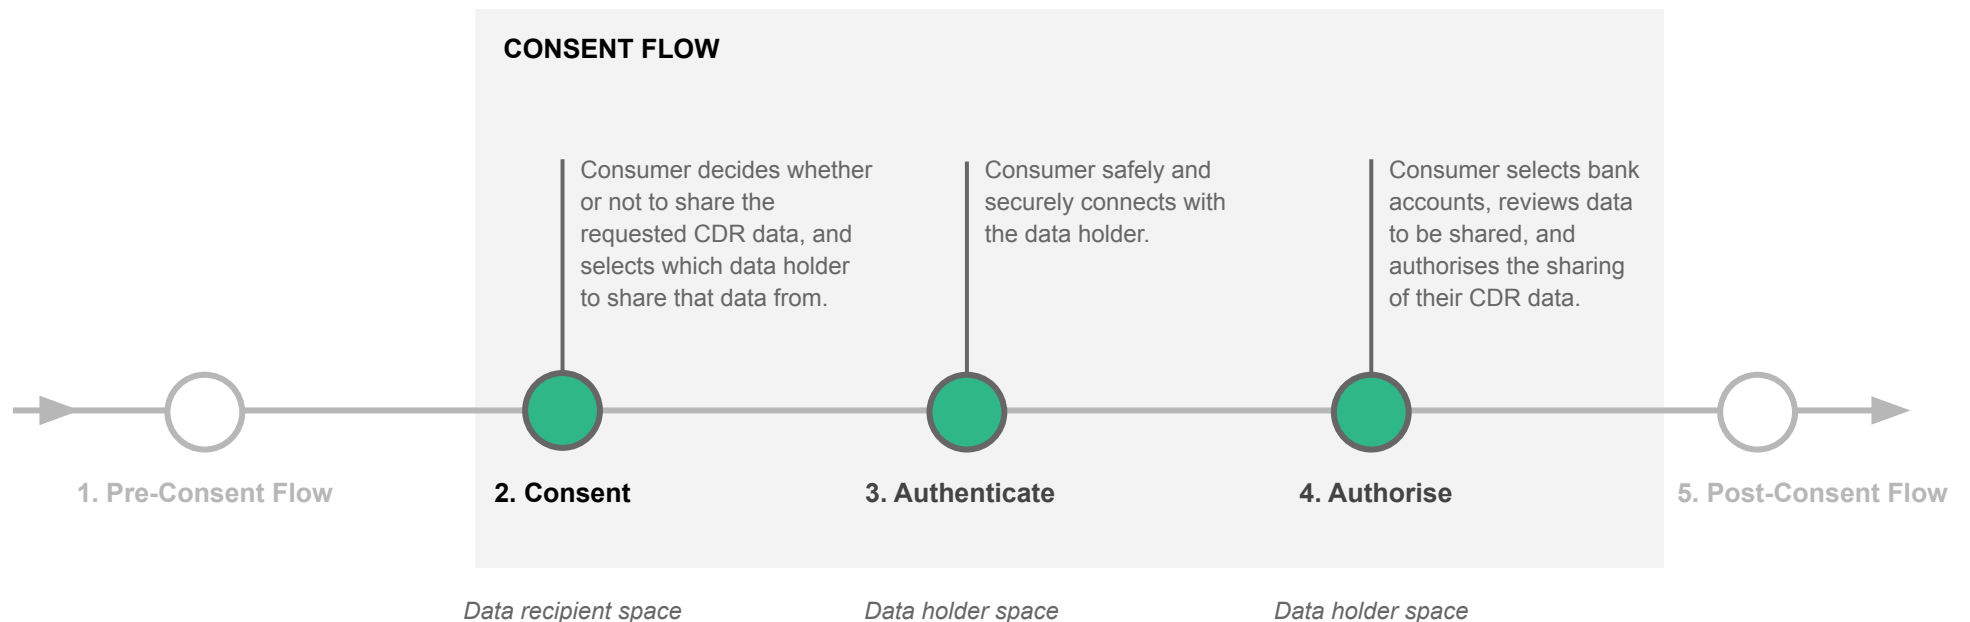 CONSENT FLOW
Consumer decides whether
or not to share the
requested CDR data, and
selects which data holder
to share that data from.
Consumer safely and
securely connects with
the data holder.
Consumer selects bank
accounts, reviews data
to be shared, and
authorises the sharing
of their CDR data.
1. Pre-Consent Flow
2. Consent
3. Authenticate
4. Authorise
5. Post-Consent Flow
Data recipient space
Data holder space
Data holder space